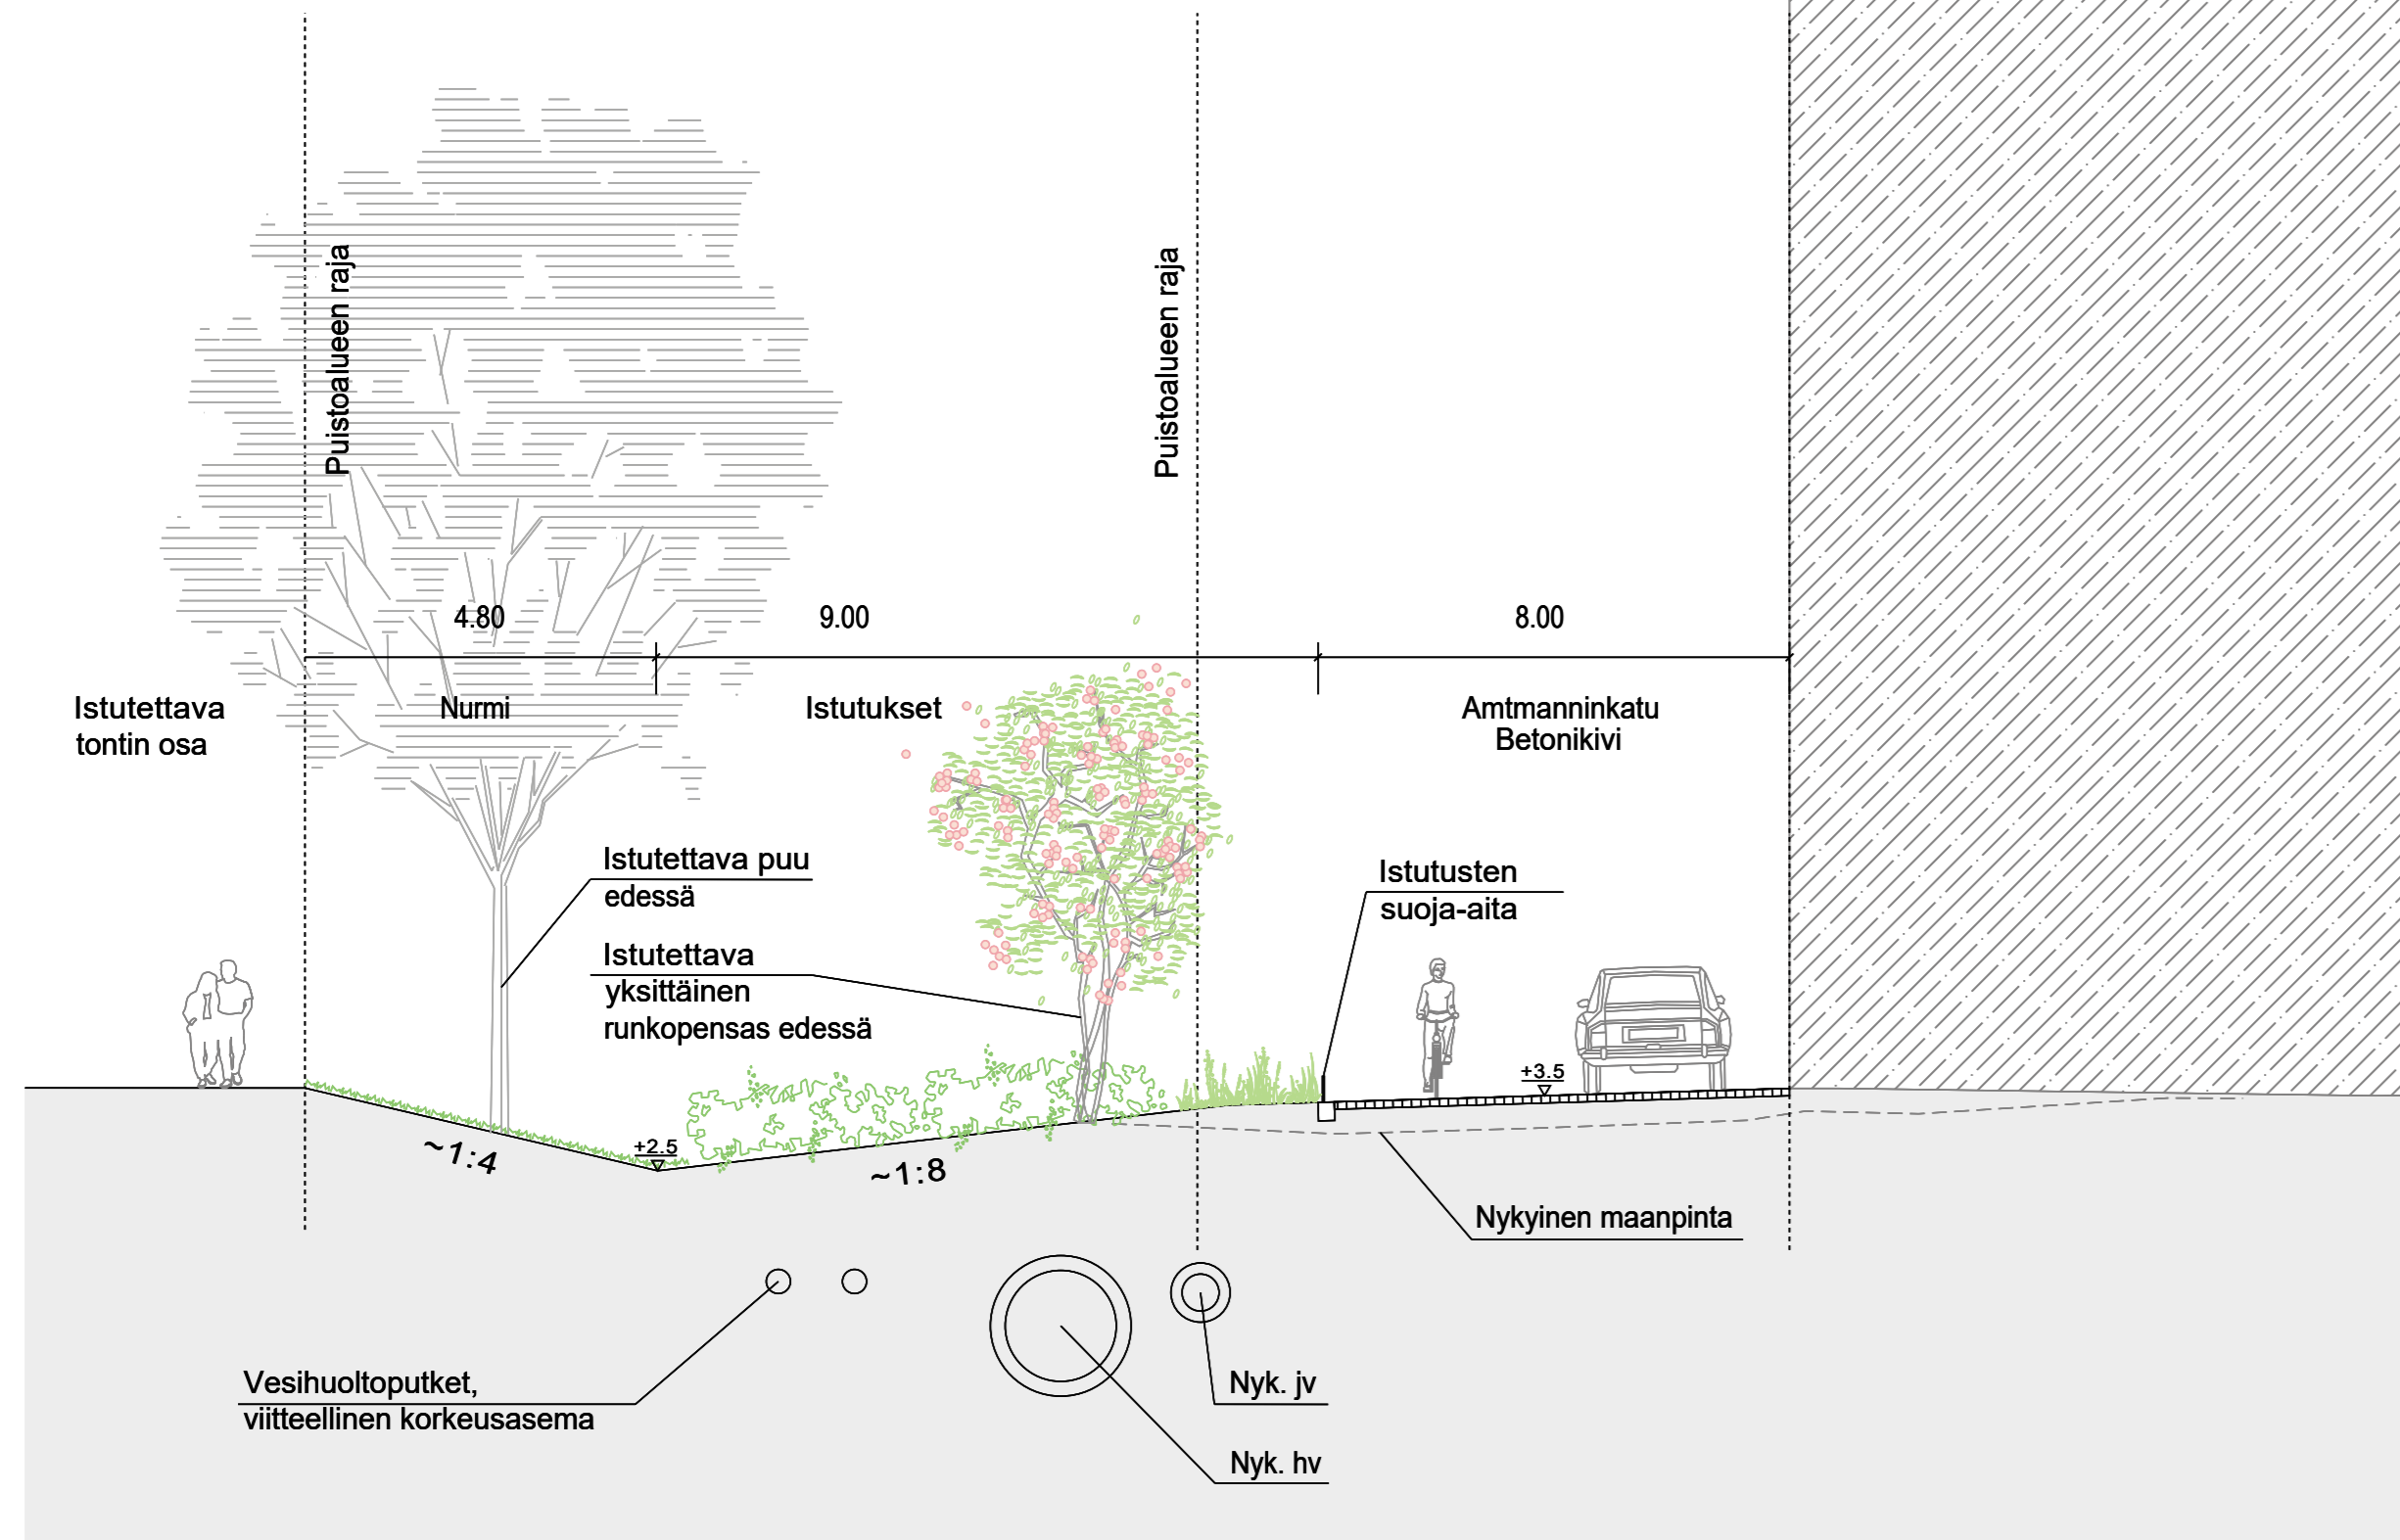 Puistoalueen raja
Puistoalueen raja
4.80
9.00
8.00
Istutettava
tontin osa
Nurmi
Istutukset
Amtmanninkatu
Betonikivi
Istutettava puu
edessä
Istutettava
yksittäinen
runkopensas edessä
Istutusten
suoja-aita
+3.5
+2.5
~1:4
~1:8
Nykyinen maanpinta
Vesihuoltoputket,
viitteellinen korkeusasema
Nyk. jv
Nyk. hv